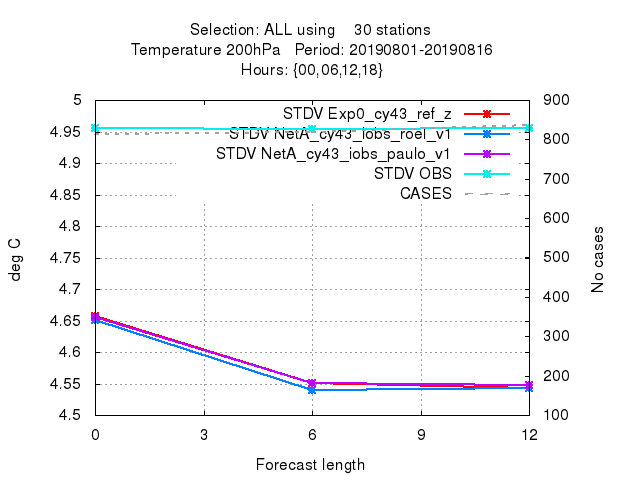 Selection: ALL using 30 stations
Temperature 200hPa Period: 20190801-20190816
Hours: {00,06,12,18}
STDV Exp0_cy43_ref_z
STDV NetA_cy43_iobs_roel_v1
STDV NetA_cy43_iobs_paulo_v1
STDV OBS
CASES
5
4.95
4.9
4.85
4.8
4.75
4.7
4.65
4.6
4.55
4.5
deg C
900
800
700
600
500
400
300
200
100
No cases
0 3 6 9 12
Forecast length